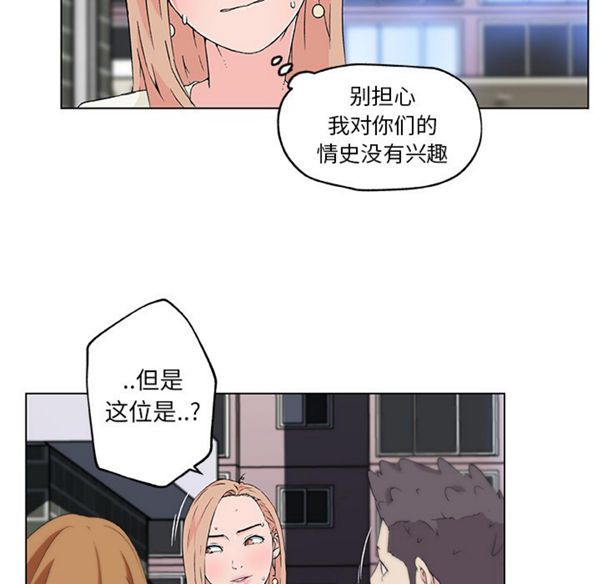 别担心
我对你们的
情史没有兴趣
..但是
这位是..?